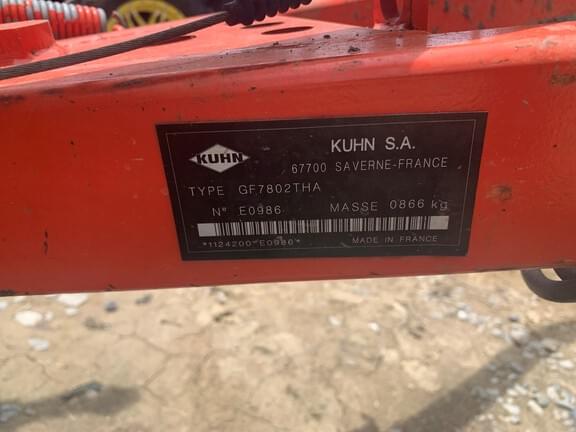 KUHN
KUHN S.A.
67700 SAVERNE-FRANCE
TYPE GF7802THA
N° E0986 MASSE 0866 kg
*1124200*E0986* MADE IN FRANCE